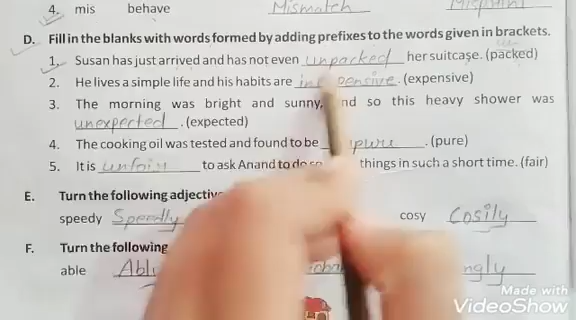 4. mis behave Mismatch
D. Fill in the blanks with words formed by adding prefixes to the words given in brackets.
1. Susan has just arrived and has not even unpacked her suitcase. (packed)
2. He lives a simple life and his habits are inexpensive. (expensive)
3. The morning was bright and sunny, and so this heavy shower was
unexpected. (expected)
4. The cooking oil was tested and found to be (pure)
5. It is unfair to ask Anand to do things in such a short time. (fair)
E. Turn the following
speedy Speedly cosy Cosily
F. Turn the following
able Ably
Made with
VideoShow